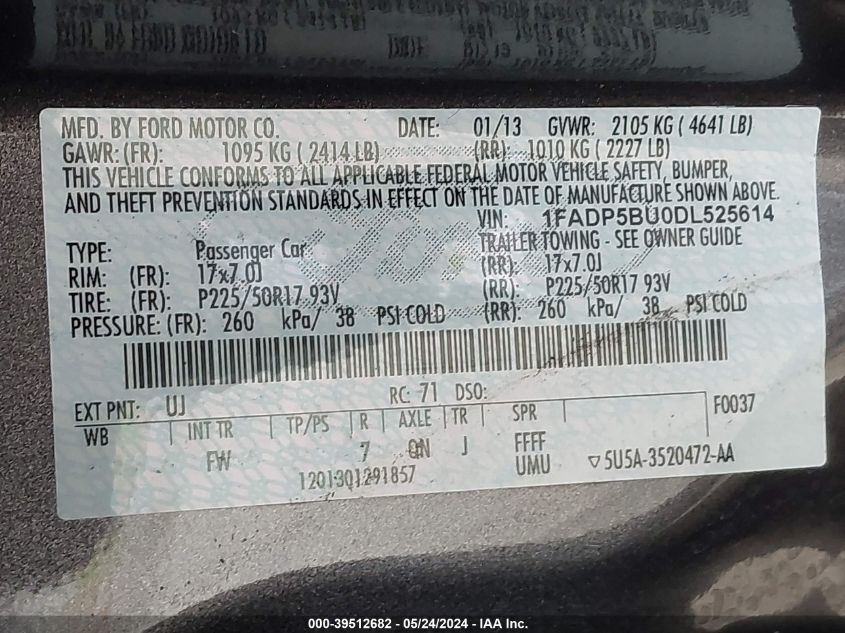 MFD. BY FORD MOTOR CO. DATE: 01/13 GVWR: 2105 KG ( 4641 LB)
GAWR: (FR): 1095 KG ( 2414 LB) (RR): 1010 KG ( 2227 LB)
THIS VEHICLE CONFORMS TO ALL APPLICABLE FEDERAL MOTOR VEHICLE SAFETY, BUMPER,
AND THEFT PREVENTION STANDARDS IN EFFECT ON THE DATE OF MANUFACTURE SHOWN ABOVE.
VIN: 1FADP5BU0DL525614
TYPE: Passenger Car TRAILER TOWING - SEE OWNER GUIDE
RIM: (FR): 17x7.0J (RR): 17x7.0J
TIRE: (FR): P225/50R17 93V (RR): P225/50R17 93V
PRESSURE: (FR): 260 kPa/ 38 PSI COLD (RR): 260 kPa/ 38 PSI COLD
EXT PNT: UJ RC: 71 DSO: F0037
WB INT TR TP/PS R AXLE TR SPR
FW 7 J FFFF
UMU ▽5U5A-3520472-AA
000-39512682 - 05/24/2024 - IAA Inc.